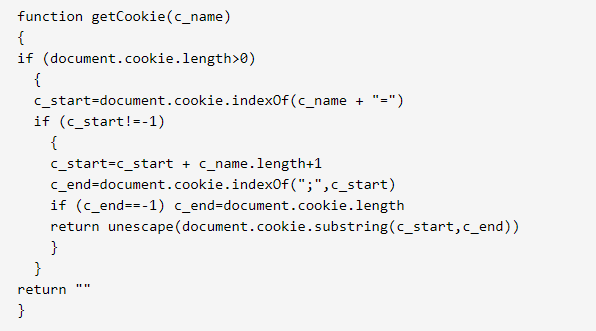 function getCookie(c_name)
{
if (document.cookie.length>0)
  {
  c_start=document.cookie.indexOf(c_name + "=")
  if (c_start!=-1)
    {
    c_start=c_start + c_name.length+1
    c_end=document.cookie.indexOf(";",c_start)
    if (c_end==-1) c_end=document.cookie.length
    return unescape(document.cookie.substring(c_start,c_end))
    }
  }
return ""
}